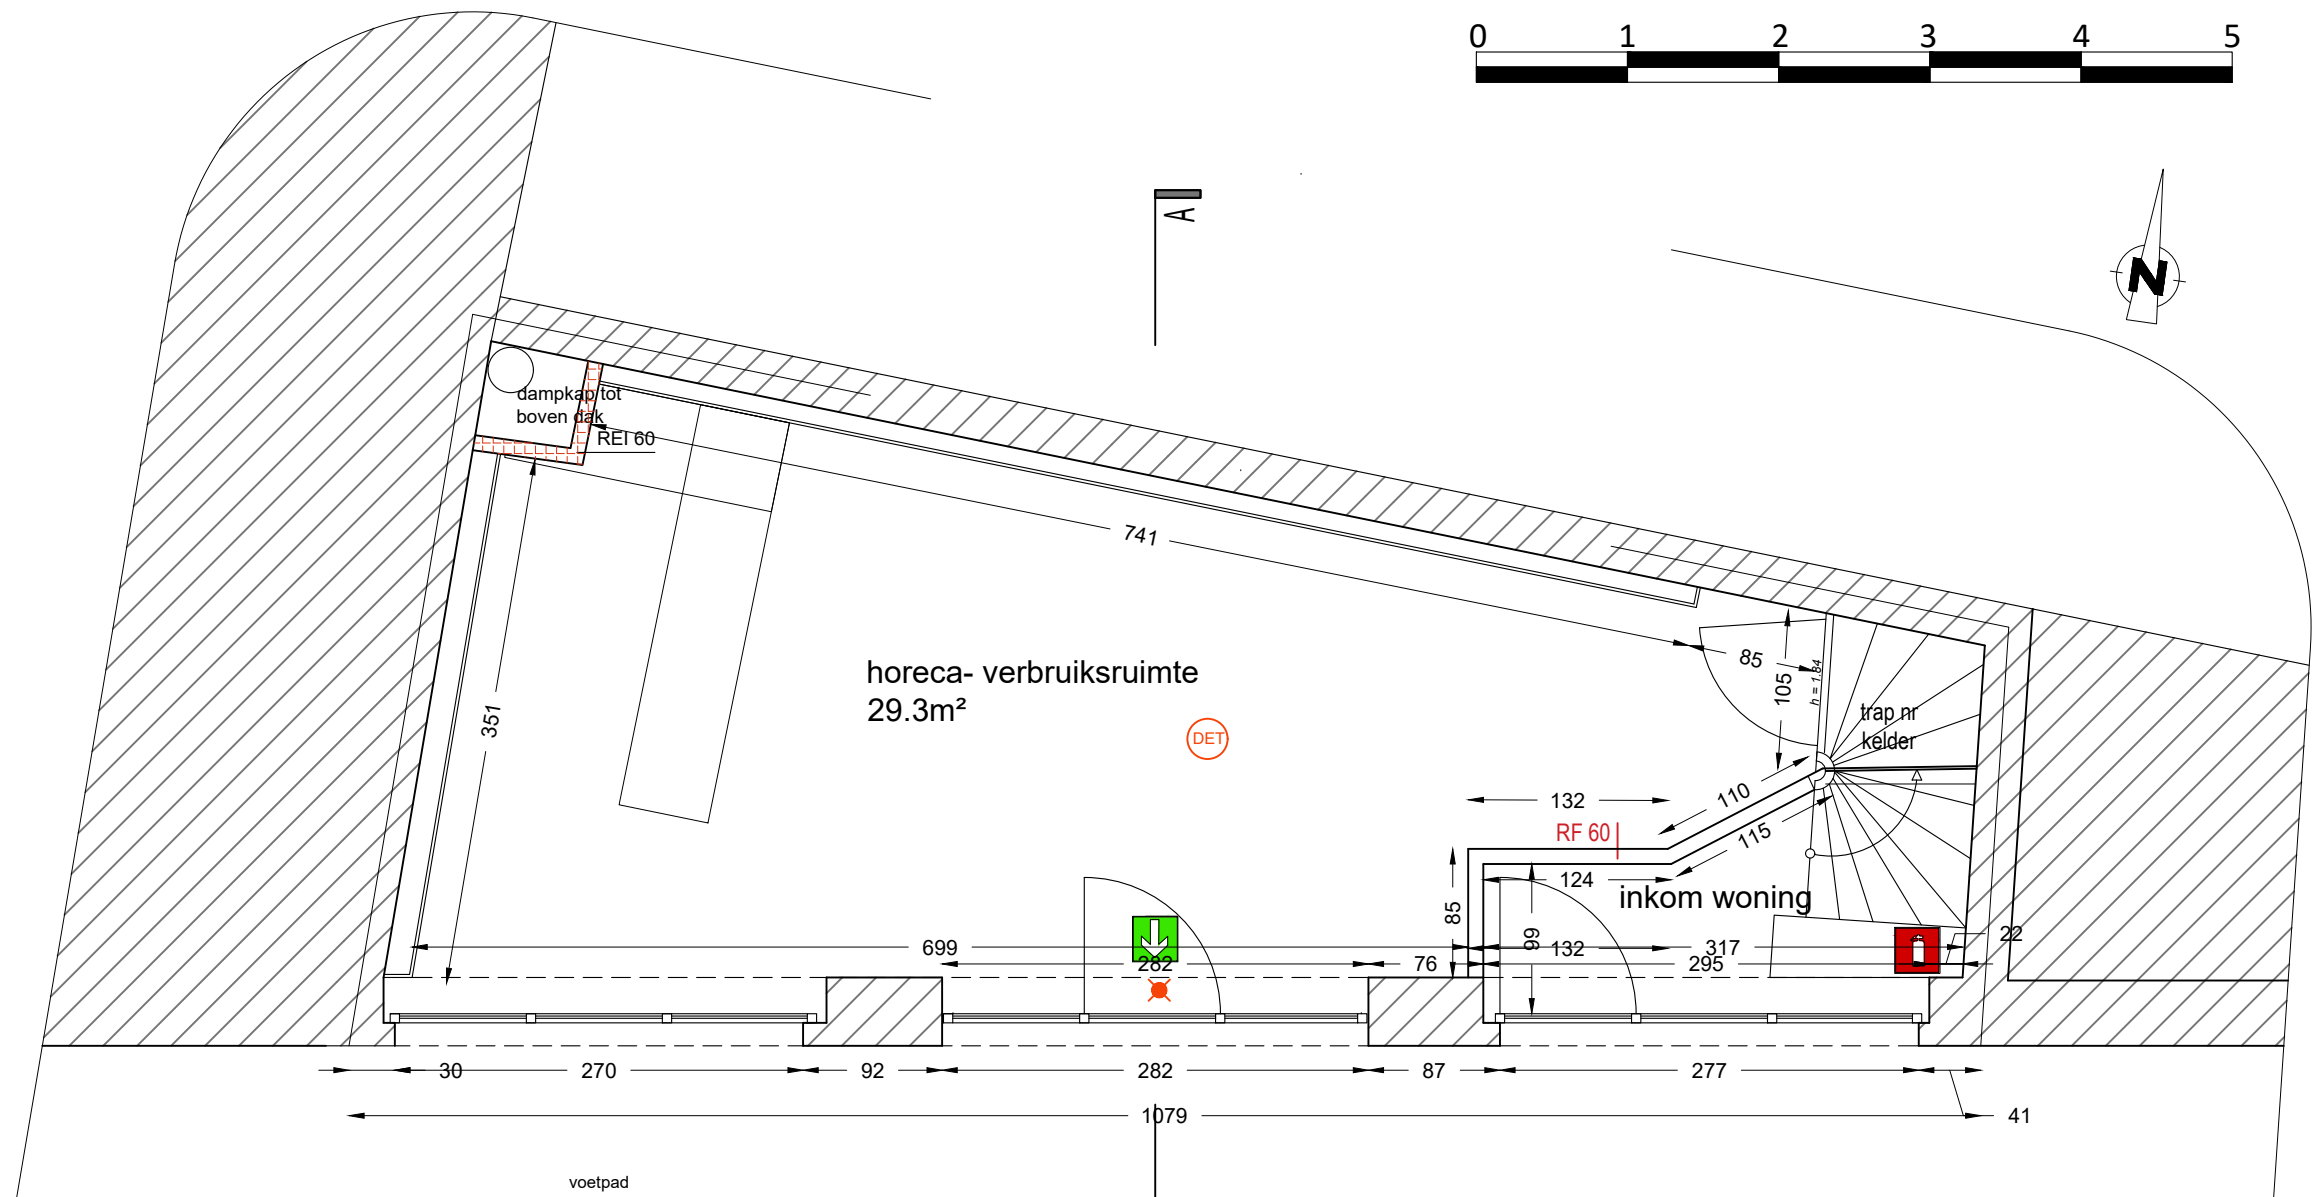 0 1 2 3 4 5
A
N
dampkap tot
boven dak
REI 60
741
horeca- verbruiksruimte
29.3m²
DET
351
85
105
h = 1.84
trap nr
kelder
110
115
132
RF 60
124
inkom woning
85
99
699
132
317
22
282
76
295
30 270 92 282 87 277
1079
41
voetpad